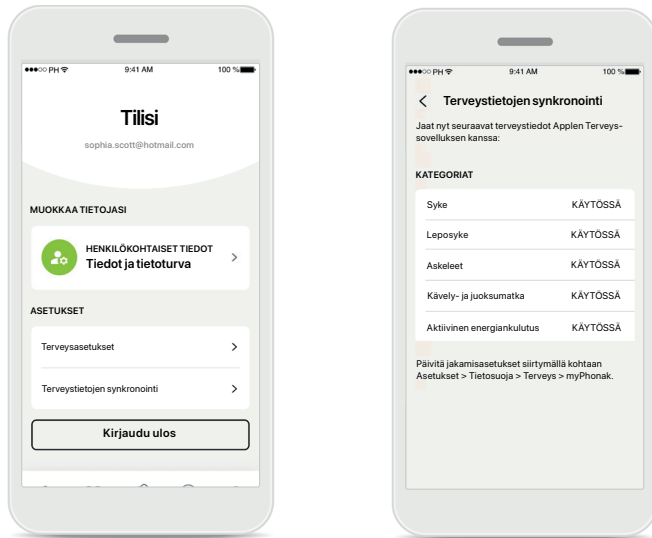 PH
9:41 AM
100 %
Tilisi
sophia.scott@hotmail.com
MUOKKAA TIETOJASI
HENKILÖKOHTAISET TIEDOT
Tiedot ja tietoturva
ASETUKSET
Terveysasetukset
Terveystietojen synkronointi
Kirjaudu ulos
PH
9:41 AM
100 %
Terveystietojen synkronointi
Jaat nyt seuraavat terveystiedot Applen Terveys-
sovelluksen kanssa:
KATEGORIAT
Syke KÄYTÖSSÄ
Leposyke KÄYTÖSSÄ
Askeleet KÄYTÖSSÄ
Kävely- ja juoksumatka KÄYTÖSSÄ
Aktiivinen energiankulutus KÄYTÖSSÄ
Päivitä jakamisasetukset siirtymällä kohtaan
Asetukset > Tietosuoja > Terveys > myPhonak.